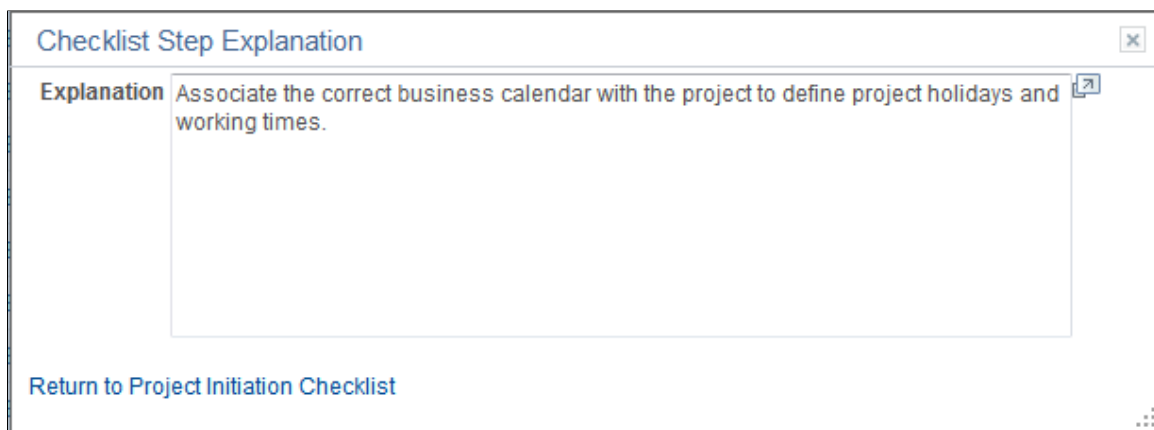 Checklist Step Explanation
Explanation Associate the correct business calendar with the project to define project holidays and
working times.
Return to Project Initiation Checklist